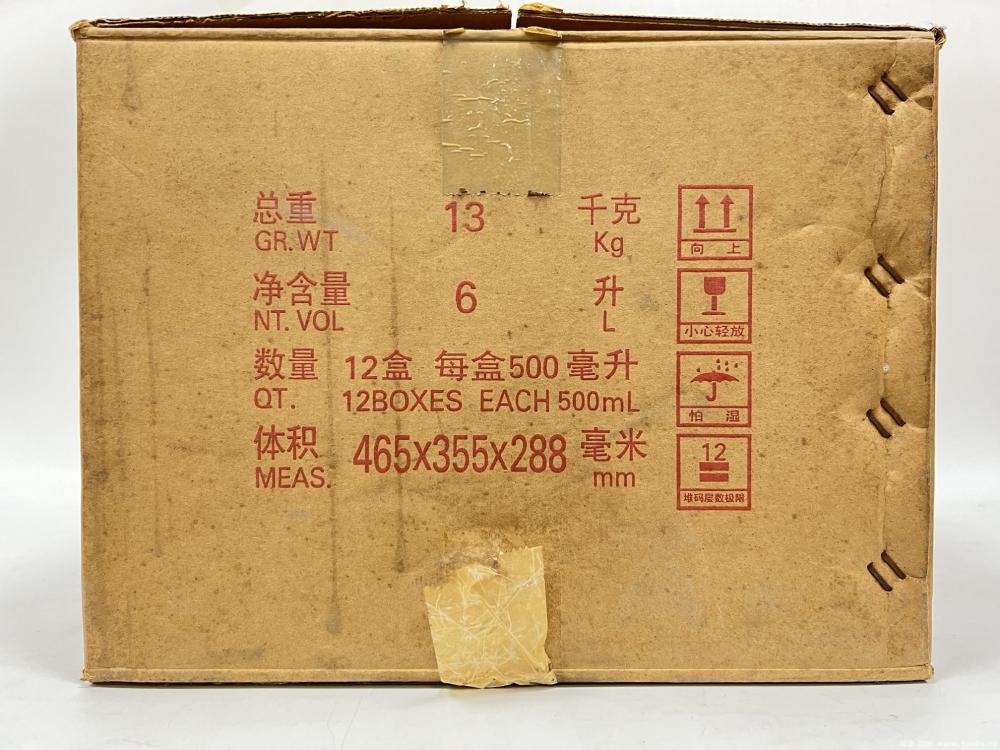 总重 13 千克
GR.WT Kg
净含量 6 升
NT. VOL L
数量 12盒 每盒500毫升
QT. 12BOXES EACH 500mL
体积 465x355x288 毫米
MEAS. mm
向 上
小心轻放
怕 湿
12
堆码层数极限